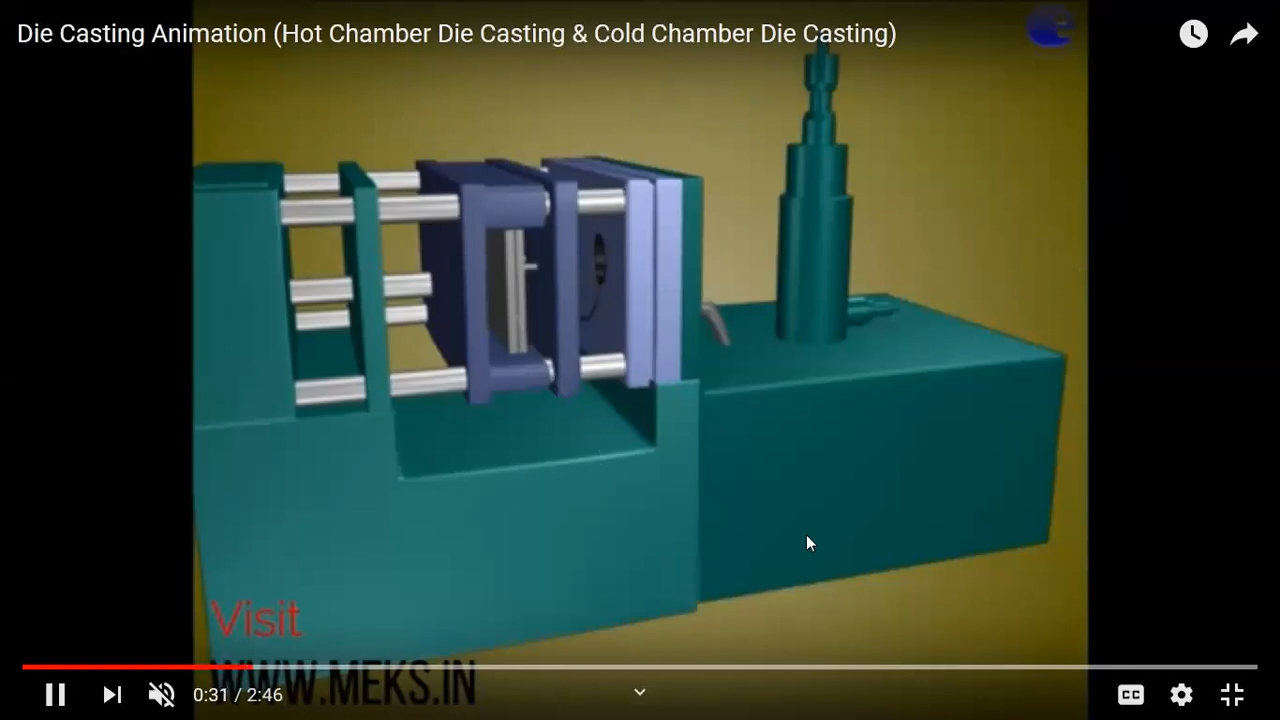 Die Casting Animation (Hot Chamber Die Casting & Cold Chamber Die Casting)
Visit
WWW.MEKS.IN
0:31 / 2:46
CC